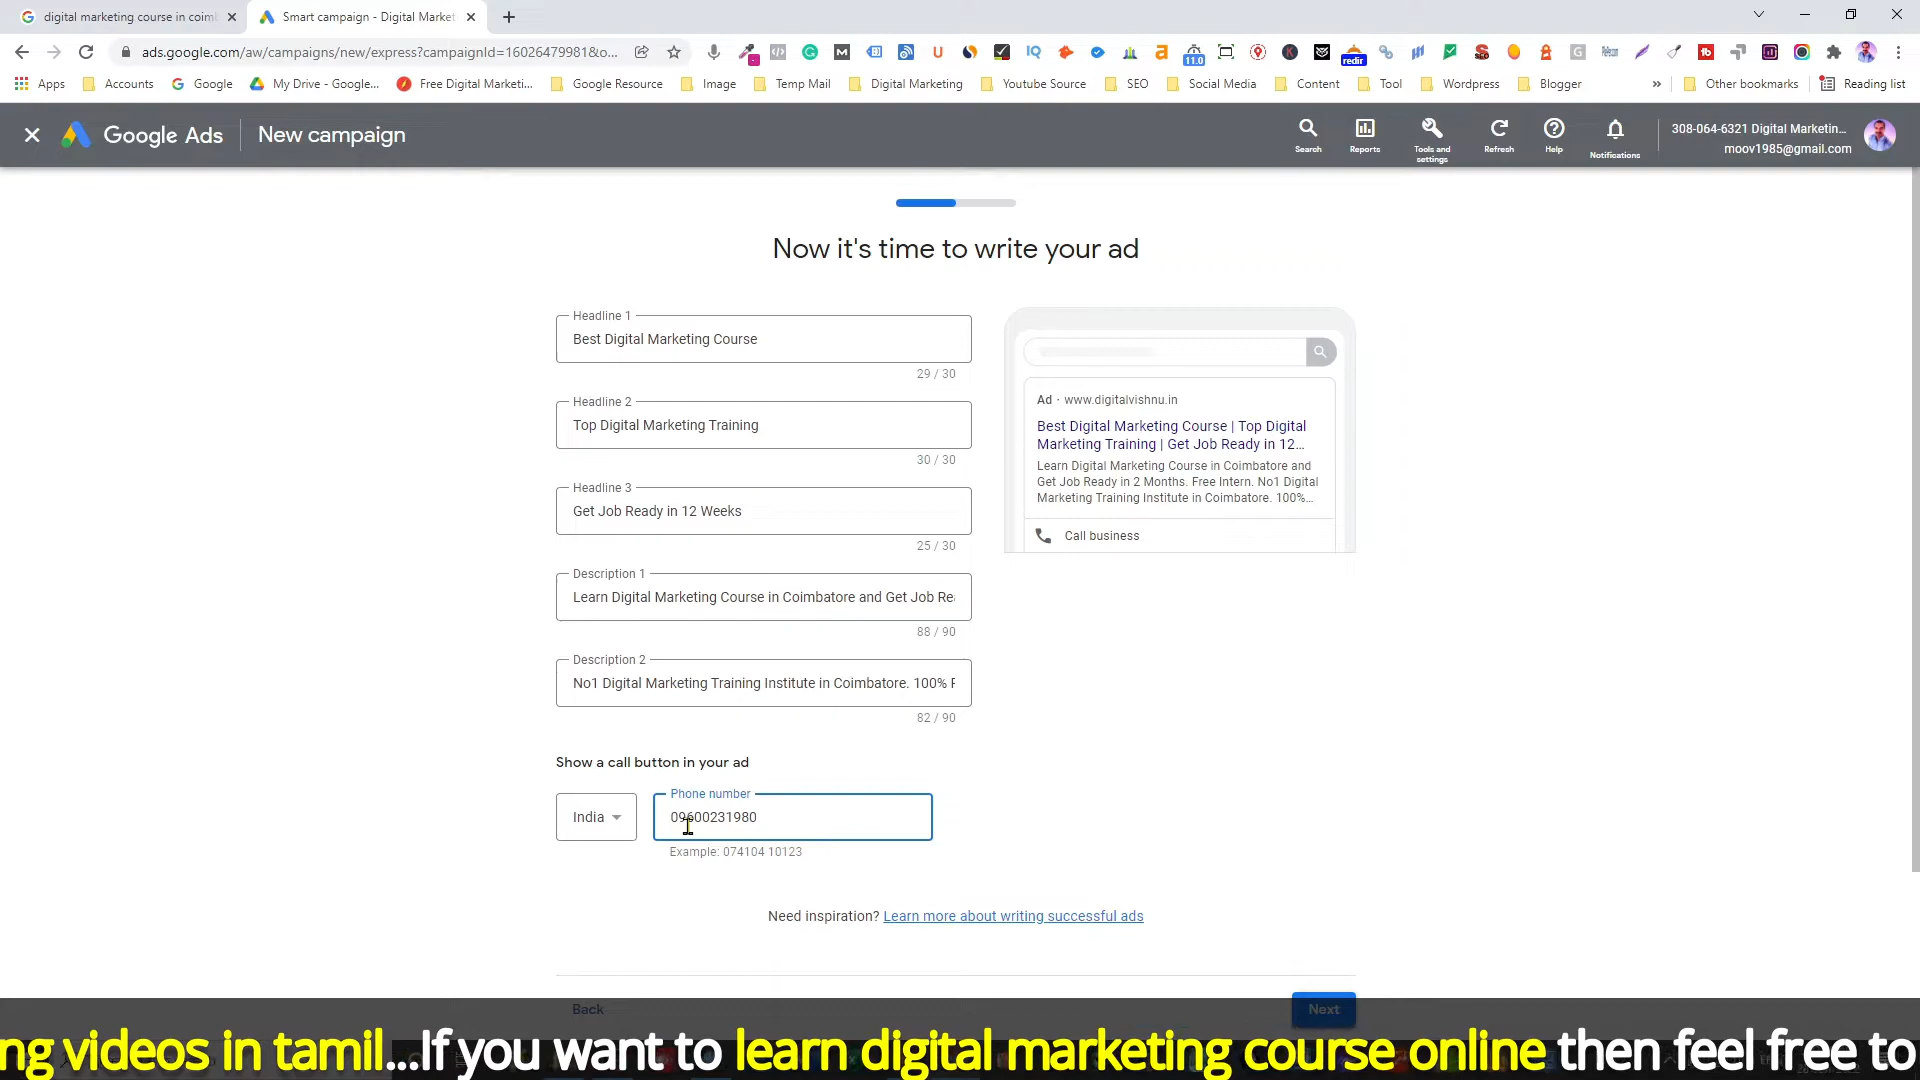 digital marketing course in coimb
Smart campaign - Digital Market
ads.google.com/aw/campaigns/new/express?campaignId=16026479981&o...
11.0
redir
Apps
Accounts
Google
My Drive - Google...
Free Digital Marketi...
Google Resource
Image
Temp Mail
Digital Marketing
Youtube Source
SEO
Social Media
Content
Tool
Wordpress
Blogger
»
Other bookmarks
Reading list
Google Ads
New campaign
Search
Reports
Tools and settings
Refresh
Help
Notifications
308-064-6321 Digital Marketin...
moov1985@gmail.com
Now it's time to write your ad
Headline 1
Best Digital Marketing Course
29 / 30
Headline 2
Top Digital Marketing Training
30 / 30
Headline 3
Get Job Ready in 12 Weeks
25 / 30
Description 1
Learn Digital Marketing Course in Coimbatore and Get Job Re
88 / 90
Description 2
No1 Digital Marketing Training Institute in Coimbatore. 100%
82 / 90
Ad · www.digitalvishnu.in
Best Digital Marketing Course | Top Digital
Marketing Training | Get Job Ready in 12...
Learn Digital Marketing Course in Coimbatore and
Get Job Ready in 2 Months. Free Intern. No1 Digital
Marketing Training Institute in Coimbatore. 100%...
Call business
Show a call button in your ad
India
Phone number
09600231980
Example: 074104 10123
Need inspiration? Learn more about writing successful ads
Back
Next
ng videos in tamil...If you want to learn digital marketing course online then feel free to